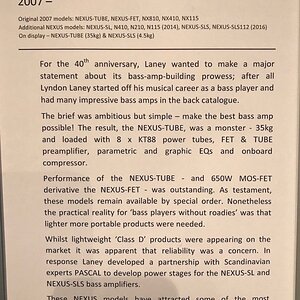 2007 –
Original 2007 models: NEXUS-TUBE, NEXUS-FET, NX810, NX410, NX115
Additional NEXUS models: NEXUS-SL, N410, N210, N115 (2014), NEXUS-SLS, NEXUS-SLS112 (2016)
On display – NEXUS-TUBE (35kg) & NEXUS-SLS (4.5kg)
For the 40th anniversary, Laney wanted to make a major
statement about its bass-amp-building prowess; after all
Lyndon Laney started off his musical career as a bass player and
had many impressive bass amps in the back catalogue.
The brief was ambitious but simple – make the best bass amp
possible! The result, the NEXUS-TUBE, was a monster - 35kg
and loaded with 8 x KT88 power tubes, FET & TUBE
preamplifier, parametric and graphic EQs and onboard
compressor.
Performance of the NEXUS-TUBE - and 650W MOS-FET
derivative the NEXUS-FET - was outstanding. As testament,
these models remain available by special order. Nonetheless
the practical reality for 'bass players without roadies' was that
lighter more portable products were needed.
Whilst lightweight 'Class D' products were appearing on the
market it was apparent that reliability was a concern. In
response Laney developed a partnership with Scandinavian
experts PASCAL to develop power stages for the NEXUS-SL and
NEXUS-SLS bass amplifiers.
These NEXUS models have attracted some of the most